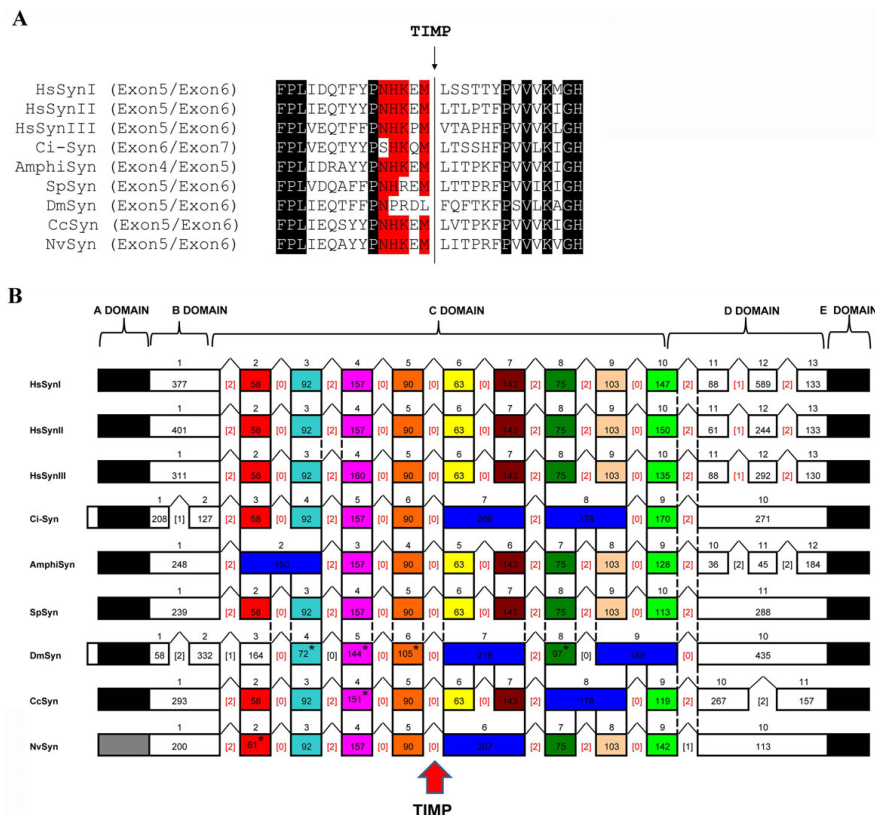 A
TIMP
HsSynI (Exon5/Exon6) FPLIDQTFYPNHKEM LSSTTYPVVVKMGH
HsSynII (Exon5/Exon6) FPLIEQTYYPNHKEM LTLPTFPVVVKIGH
HsSynIII (Exon5/Exon6) FPLVEQTFFPNHKPM VTAPHFPVVVKLGH
Ci-Syn (Exon6/Exon7) FPLVEQTYYPSHKQM LTSSHFPVVLKIGH
AmphiSyn (Exon4/Exon5) FPLIDRAYYPNHKEM LITPKFPVVVKIGH
SpSyn (Exon5/Exon6) FPLVDQAFFPNHREM LTTPRFPVVIKIGH
DmSyn (Exon5/Exon6) FPLIEQTFFPNPRDL FQFTKFPSVLKAGH
CcSyn (Exon5/Exon6) FPLIEQSYYPNHKEM LVTPKFPVVVKIGH
NvSyn (Exon5/Exon6) FPLIEQAYYPNHKEM LITPRFPVVVKVGH
B
A DOMAIN B DOMAIN C DOMAIN D DOMAIN E DOMAIN
1 2 3 4 5 6 7 8 9 10 11 12 13
HsSynI 377 [2] 58 [0] 92 [2] 157 [0] 90 [0] 63 [0] 143 [2] 75 [2] 103 [0] 147 [2] 88 [1] 589 [2] 133
1 2 3 4 5 6 7 8 9 10 11 12 13
HsSynII 401 [2] 58 [0] 92 [2] 157 [0] 90 [0] 63 [0] 143 [2] 75 [2] 103 [0] 150 [2] 61 [1] 244 [2] 133
1 2 3 4 5 6 7 8 9 10 11 12 13
HsSynIII 311 [2] 58 [0] 92 [2] 160 [0] 90 [0] 63 [0] 143 [2] 75 [2] 103 [0] 135 [2] 88 [1] 292 [2] 130
1 2 3 4 5 6 7 8 9 10
Ci-Syn 208 [1] 127 [2] 58 [0] 92 [2] 157 [0] 90 [0] 206 [2] 178 [0] 170 [2] 271
1 2 3 4 5 6 7 8 9 10 11 12
AmphiSyn 248 [2] 150 [2] 157 [0] 90 [0] 63 [0] 143 [2] 75 [2] 103 [0] 128 [2] 36 [2] 45 [2] 184
1 2 3 4 5 6 7 8 9 10 11
SpSyn 239 [2] 58 [0] 92 [2] 157 [0] 90 [0] 63 [0] 143 [2] 75 [2] 103 [0] 113 [2] 288
1 2 3 4 5 6 7 8 9 10
DmSyn 58 [2] 332 [1] 164 [0] 72* [0] 144* [0] 105* [0] 218 [2] 97* [0] [0] 435
1 2 3 4 5 6 7 8 9 10 11
CcSyn 293 [2] 58 [0] 92 [2] 151* [0] 90 [0] 63 [0] 143 [2] 178 [0] 119 [2] 267 [2] 157
1 2 3 4 5 6 7 8 9 10
NvSyn 200 [2] 61* [0] 92 [2] 157 [0] 90 [0] 207 [2] 75 [2] 103 [0] 142 [1] 113
TIMP